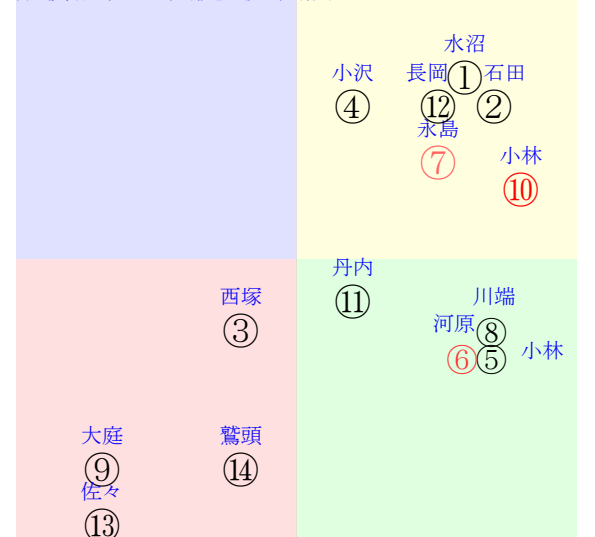 水沼
小沢
長岡
石田
④
⑫
①
②
永島
⑦
小林
⑩
丹内
⑪
西塚
③
川端
河原
⑧
小林
⑥
⑤
大庭
⑨
鷲頭
⑭
佐々
⑬